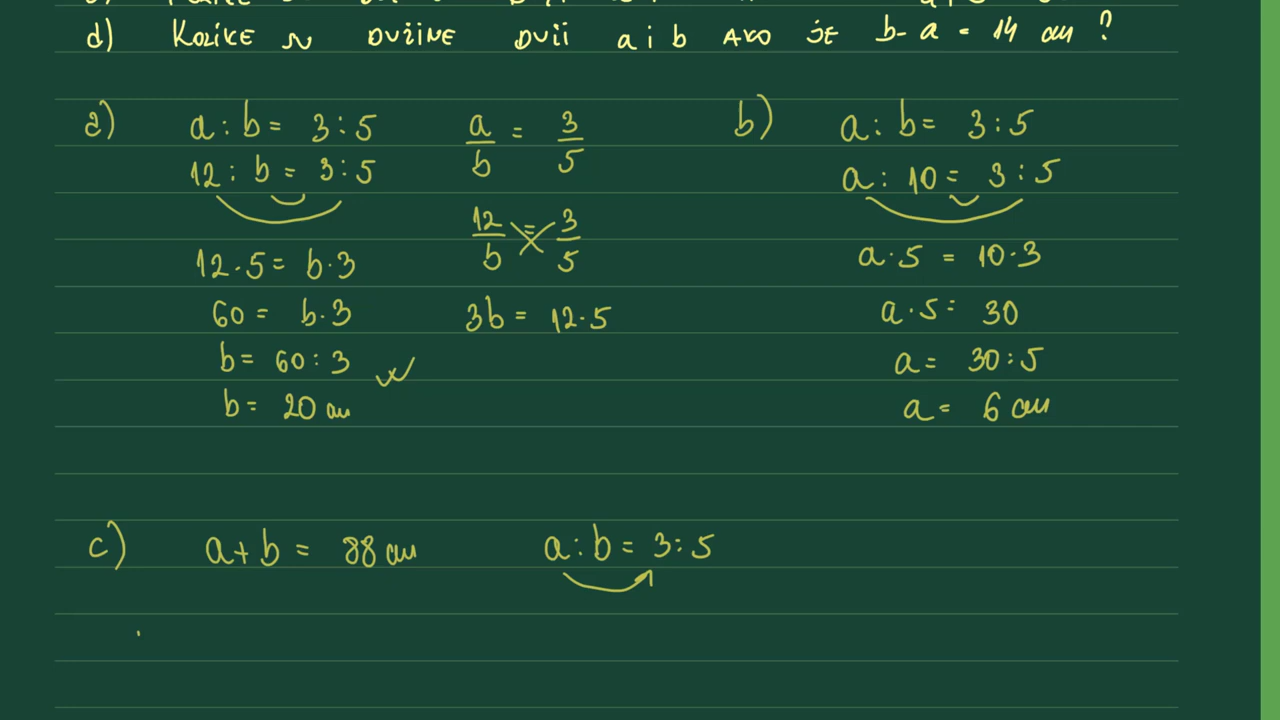 d) KOLIKE SU DUŽINE DUŽI a i b AKO JE b - a = 14 cm ?
a) a : b = 3 : 5
12 : b = 3 : 5
12 · 5 = b · 3
60 = b · 3
b = 60 : 3
b = 20 cm
a/b = 3/5
12/b = 3/5
3b = 12 · 5
b) a : b = 3 : 5
a : 10 = 3 : 5
a · 5 = 10 · 3
a · 5 = 30
a = 30 : 5
a = 6 cm
c) a + b = 88 cm a : b = 3 : 5